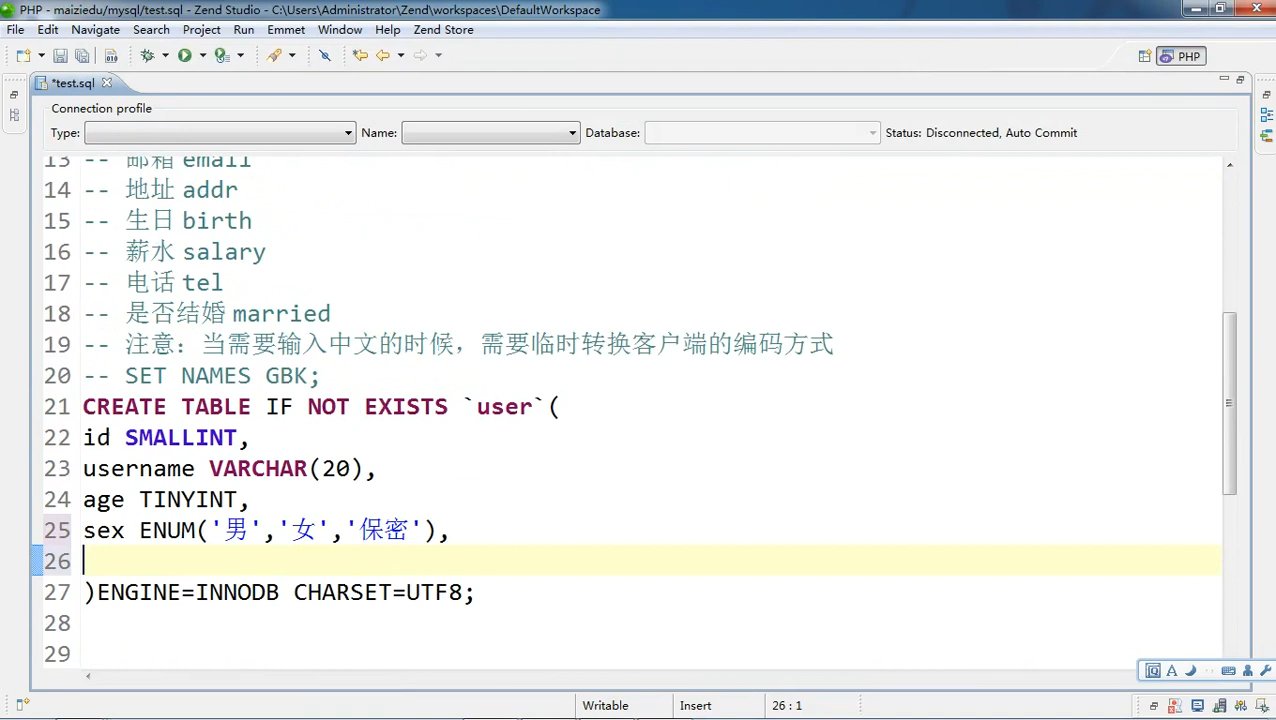 PHP - maiziedu/mysql/test.sql - Zend Studio - C:\Users\Administrator\Zend\workspaces\DefaultWorkspace
File Edit Navigate Search Project Run Emmet Window Help Zend Store
PHP
*test.sql
Connection profile
Type: Name: Database: Status: Disconnected, Auto Commit
13 -- 邮箱 email
14 -- 地址 addr
15 -- 生日 birth
16 -- 薪水 salary
17 -- 电话 tel
18 -- 是否结婚 married
19 -- 注意：当需要输入中文的时候，需要临时转换客户端的编码方式
20 -- SET NAMES GBK;
21 CREATE TABLE IF NOT EXISTS `user`(
22 id SMALLINT,
23 username VARCHAR(20),
24 age TINYINT,
25 sex ENUM('男','女','保密'),
26
27 )ENGINE=INNODB CHARSET=UTF8;
28
29
Writable Insert 26 : 1